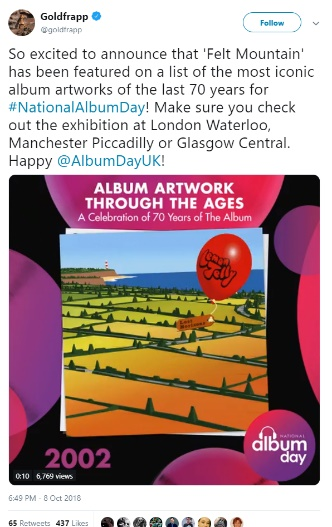 Goldfrapp
@goldfrapp
Follow
So excited to announce that 'Felt Mountain'
has been featured on a list of the most iconic
album artworks of the last 70 years for
#NationalAlbumDay! Make sure you check
out the exhibition at London Waterloo,
Manchester Piccadilly or Glasgow Central.
Happy @AlbumDayUK!
ALBUM ARTWORK
THROUGH THE AGES
A Celebration of 70 Years of The Album
Lemon Jelly
Lost Horizons
2002
NATIONAL
album
day
0:10 6,769 views
6:49 PM - 8 Oct 2018
65 Retweets 437 Likes